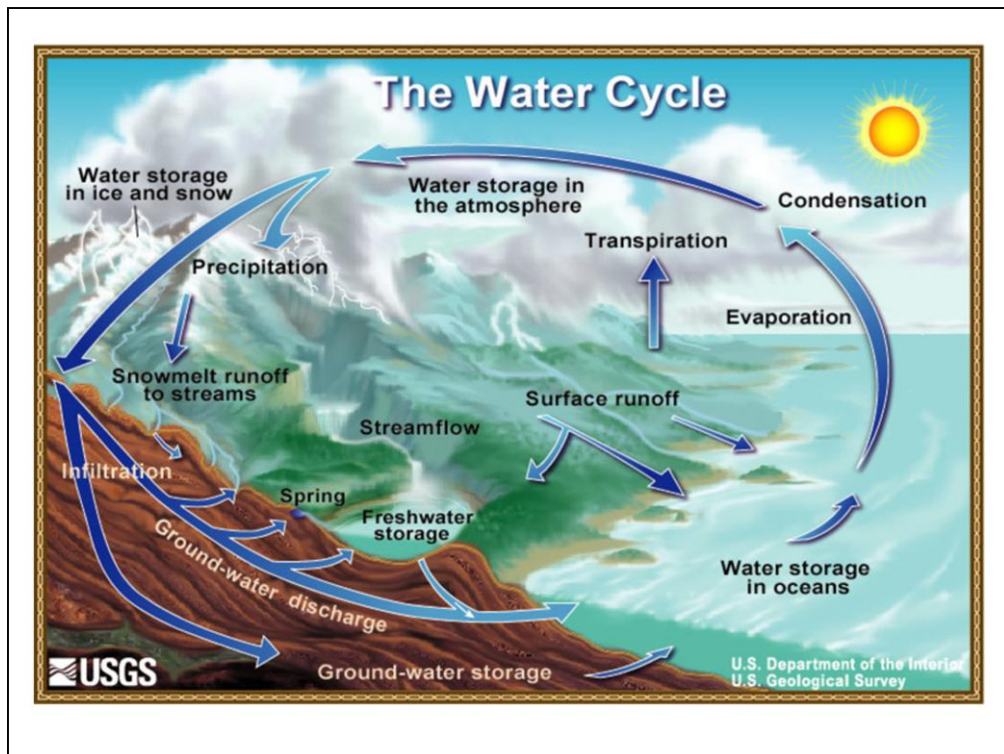 The Water Cycle
Water storage
in ice and snow
Water storage in
the atmosphere
Condensation
Transpiration
Precipitation
Evaporation
Snowmelt runoff
to streams
Surface runoff
Streamflow
Infiltration
Spring
Freshwater
storage
Ground-water discharge
Water storage
in oceans
Ground-water storage
USGS
U.S. Department of the Interior
U.S. Geological Survey